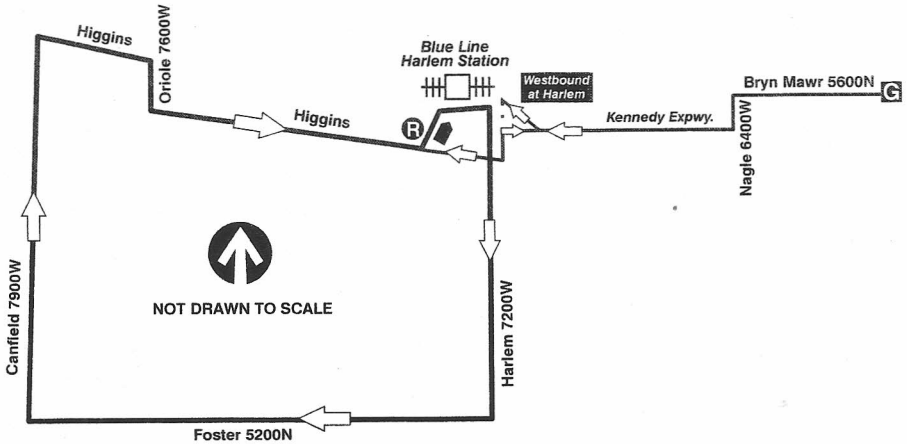 Higgins
Oriole 7600W
Blue Line
Harlem Station
Westbound
at Harlem
Bryn Mawr 5600N
G
Kennedy Expwy.
Nagle 6400W
Higgins
R
Canfield 7900W
NOT DRAWN TO SCALE
Harlem 7200W
Foster 5200N